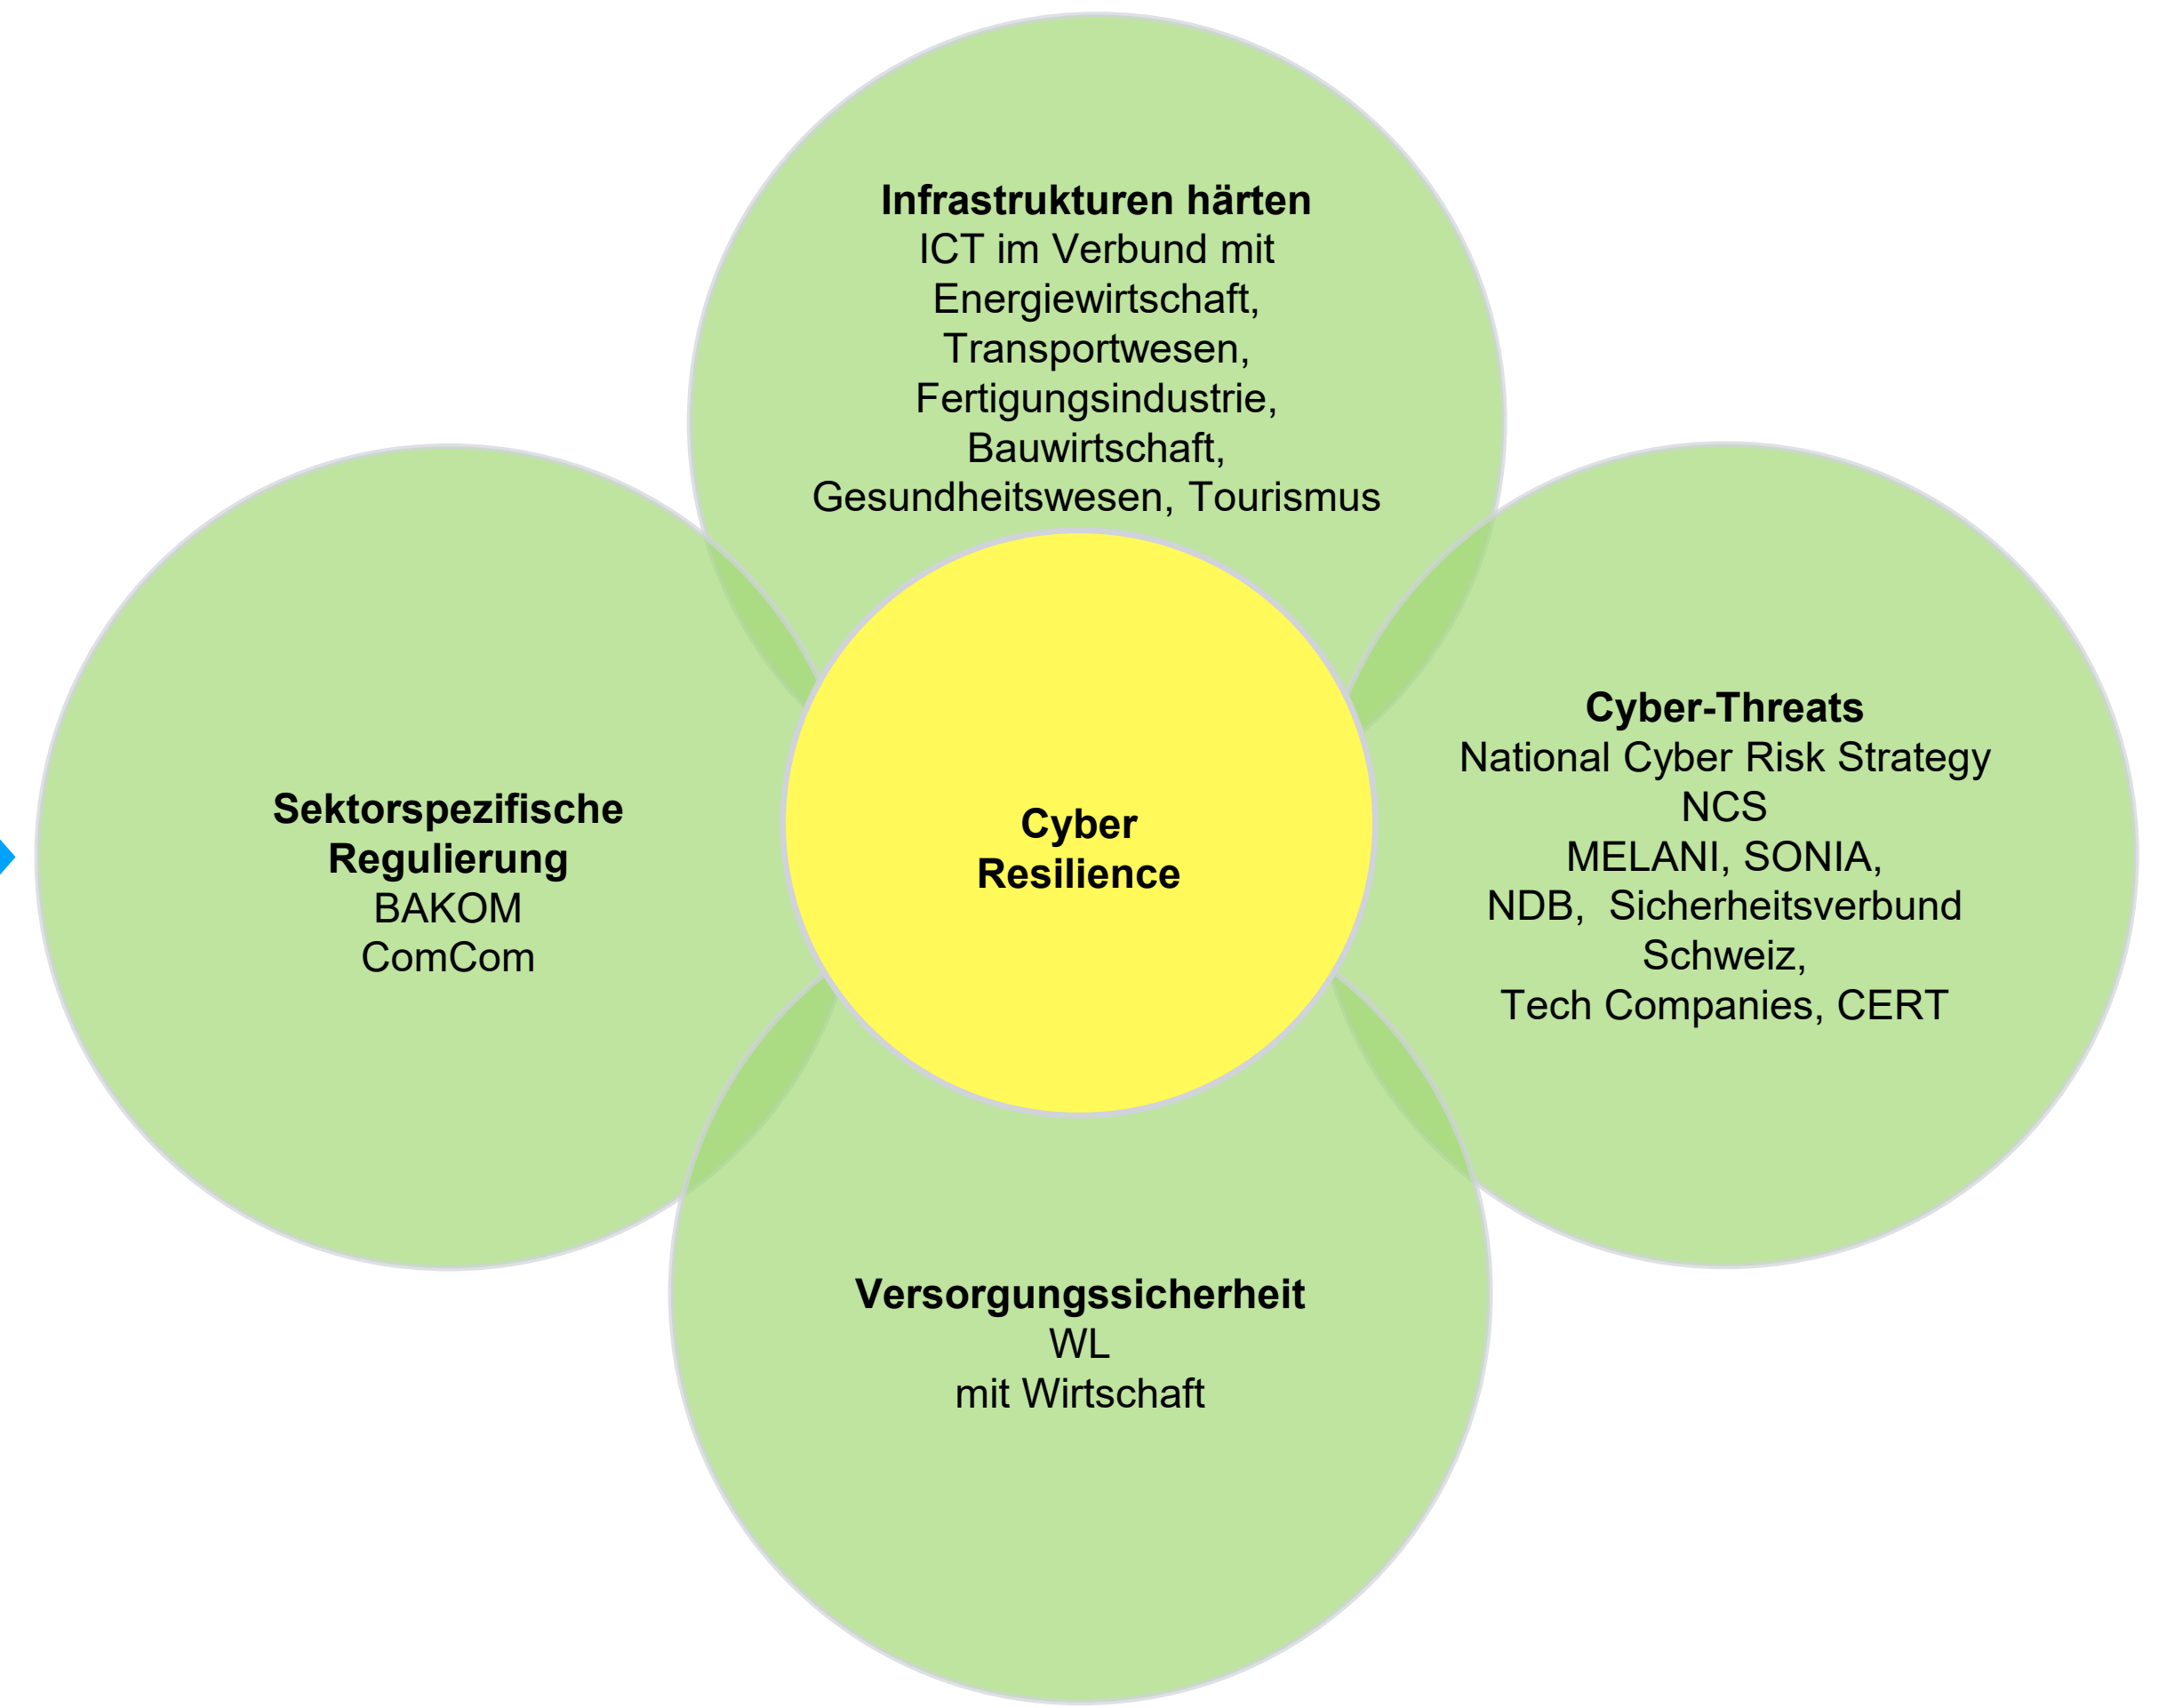 Infrastrukturen härten
ICT im Verbund mit
Energiewirtschaft,
Transportwesen,
Fertigungsindustrie,
Bauwirtschaft,
Gesundheitswesen, Tourismus
Sektorspezifische
Regulierung
BAKOM
ComCom
Cyber
Resilience
Cyber-Threats
National Cyber Risk Strategy
NCS
MELANI, SONIA,
NDB,  Sicherheitsverbund
Schweiz,
Tech Companies, CERT
Versorgungssicherheit
WL
mit Wirtschaft